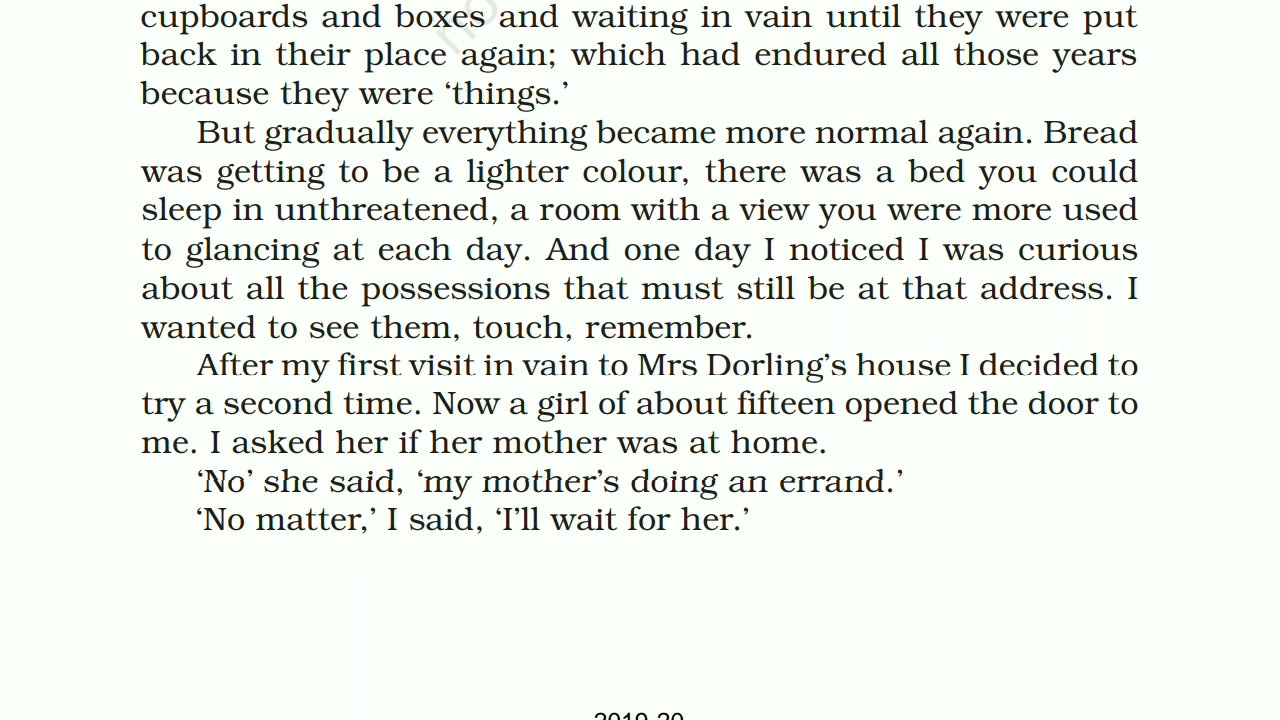 cupboards and boxes and waiting in vain until they were put
back in their place again; which had endured all those years
because they were ‘things.’
But gradually everything became more normal again. Bread
was getting to be a lighter colour, there was a bed you could
sleep in unthreatened, a room with a view you were more used
to glancing at each day. And one day I noticed I was curious
about all the possessions that must still be at that address. I
wanted to see them, touch, remember.
After my first visit in vain to Mrs Dorling’s house I decided to
try a second time. Now a girl of about fifteen opened the door to
me. I asked her if her mother was at home.
‘No’ she said, ‘my mother’s doing an errand.’
‘No matter,’ I said, ‘I’ll wait for her.’
2019-20